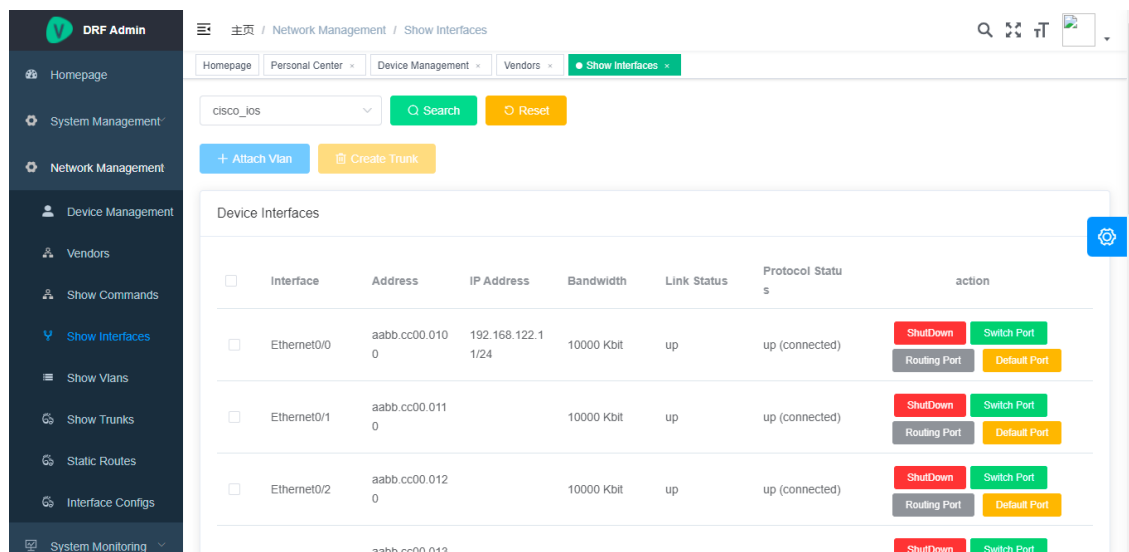 DRF Admin
主页 / Network Management / Show Interfaces
Homepage
Personal Center ×
Device Management ×
Vendors ×
Show Interfaces ×
Homepage
System Management
Network Management
Device Management
Vendors
Show Commands
Show Interfaces
Show Vlans
Show Trunks
Static Routes
Interface Configs
System Monitoring
cisco_ios
Search
Reset
+ Attach Vlan
Create Trunk
Device Interfaces
Interface Address IP Address Bandwidth Link Status Protocol Statu action
s
ShutDown Switch Port
Ethernet0/0 aabb.cc00.010 192.168.122.1 10000 Kbit up up (connected)
0 1/24
Routing Port Default Port
ShutDown Switch Port
Ethernet0/1 aabb.cc00.011 10000 Kbit up up (connected)
0
Routing Port Default Port
ShutDown Switch Port
Ethernet0/2 aabb.cc00.012 10000 Kbit up up (connected)
0
Routing Port Default Port
aabb.cc00.013
ShutDown Switch Port